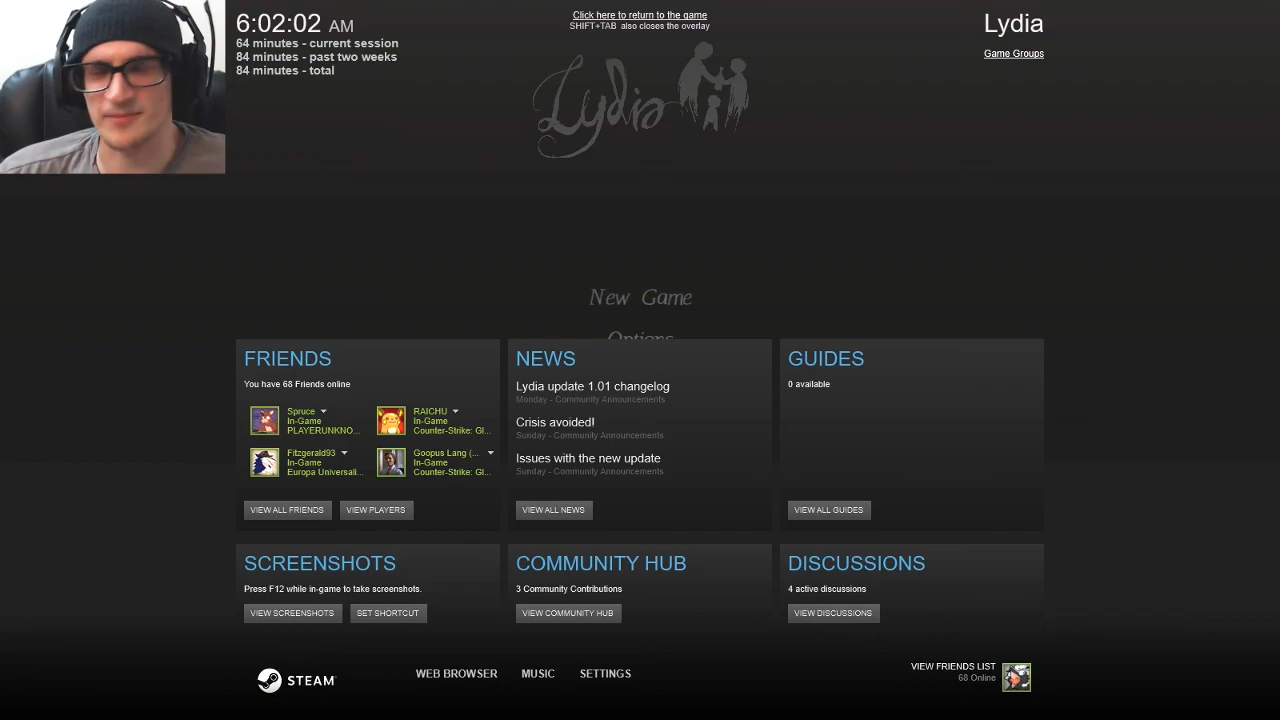 6:02:02 AM
64 minutes - current session
84 minutes - past two weeks
84 minutes - total
Click here to return to the game
SHIFT+TAB also closes the overlay
Lydia
Game Groups
Lydia
New Game
Options
FRIENDS
You have 68 Friends online
Spruce
In-Game
PLAYERUNKNO...
RAICHU
In-Game
Counter-Strike: Gl...
Fitzgerald93
In-Game
Europa Universali...
Goopus Lang (...
In-Game
Counter-Strike: Gl...
VIEW ALL FRIENDS
VIEW PLAYERS
NEWS
Lydia update 1.01 changelog
Monday - Community Announcements
Crisis avoided!
Sunday - Community Announcements
Issues with the new update
Sunday - Community Announcements
VIEW ALL NEWS
GUIDES
0 available
VIEW ALL GUIDES
SCREENSHOTS
Press F12 while in-game to take screenshots.
VIEW SCREENSHOTS
SET SHORTCUT
COMMUNITY HUB
3 Community Contributions
VIEW COMMUNITY HUB
DISCUSSIONS
4 active discussions
VIEW DISCUSSIONS
STEAM
WEB BROWSER
MUSIC
SETTINGS
VIEW FRIENDS LIST
68 Online